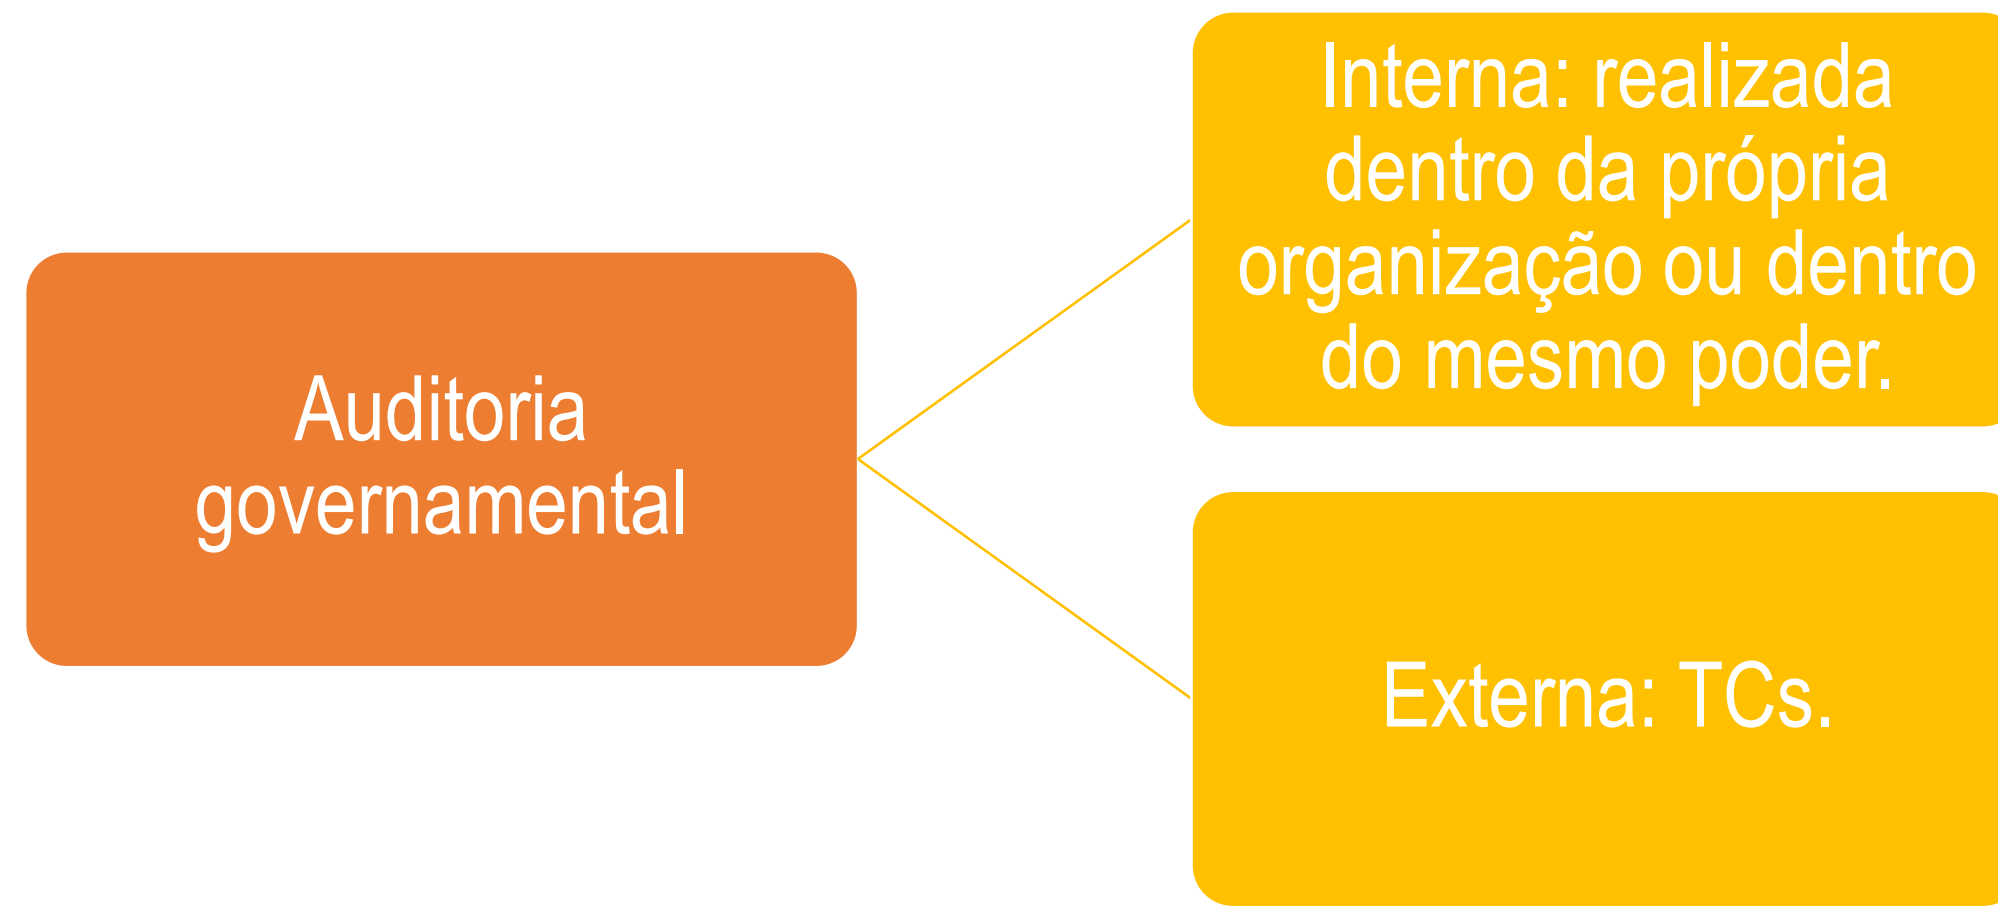 Auditoria
governamental
Interna: realizada
dentro da própria
organização ou dentro
do mesmo poder.
Externa: TCs.